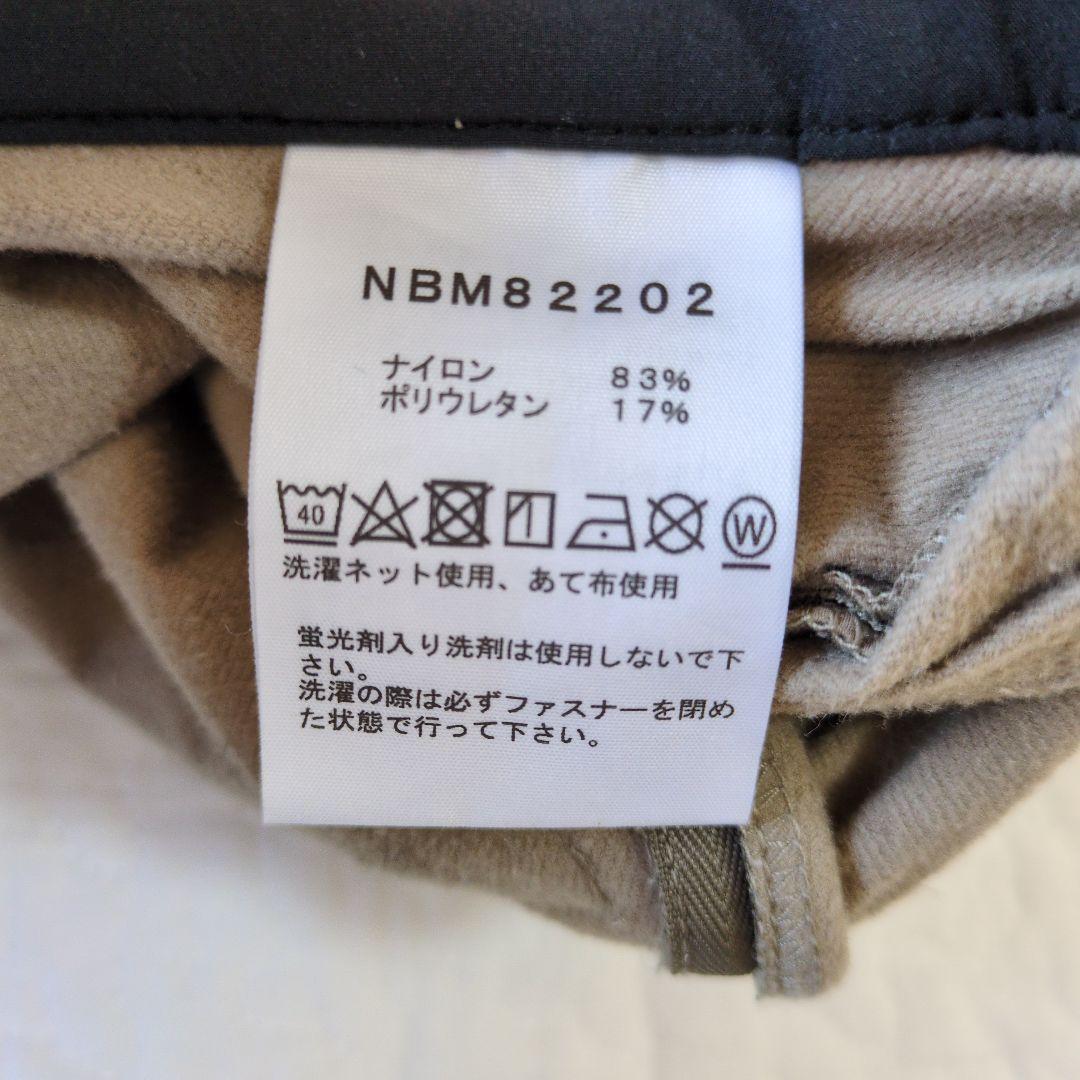 NBM82202
ナイロン 83%
ポリウレタン 17%
40 W
洗濯ネット使用、あて布使用
蛍光剤入り洗剤は使用しないで下
さい。
洗濯の際は必ずファスナーを閉め
た状態で行って下さい。